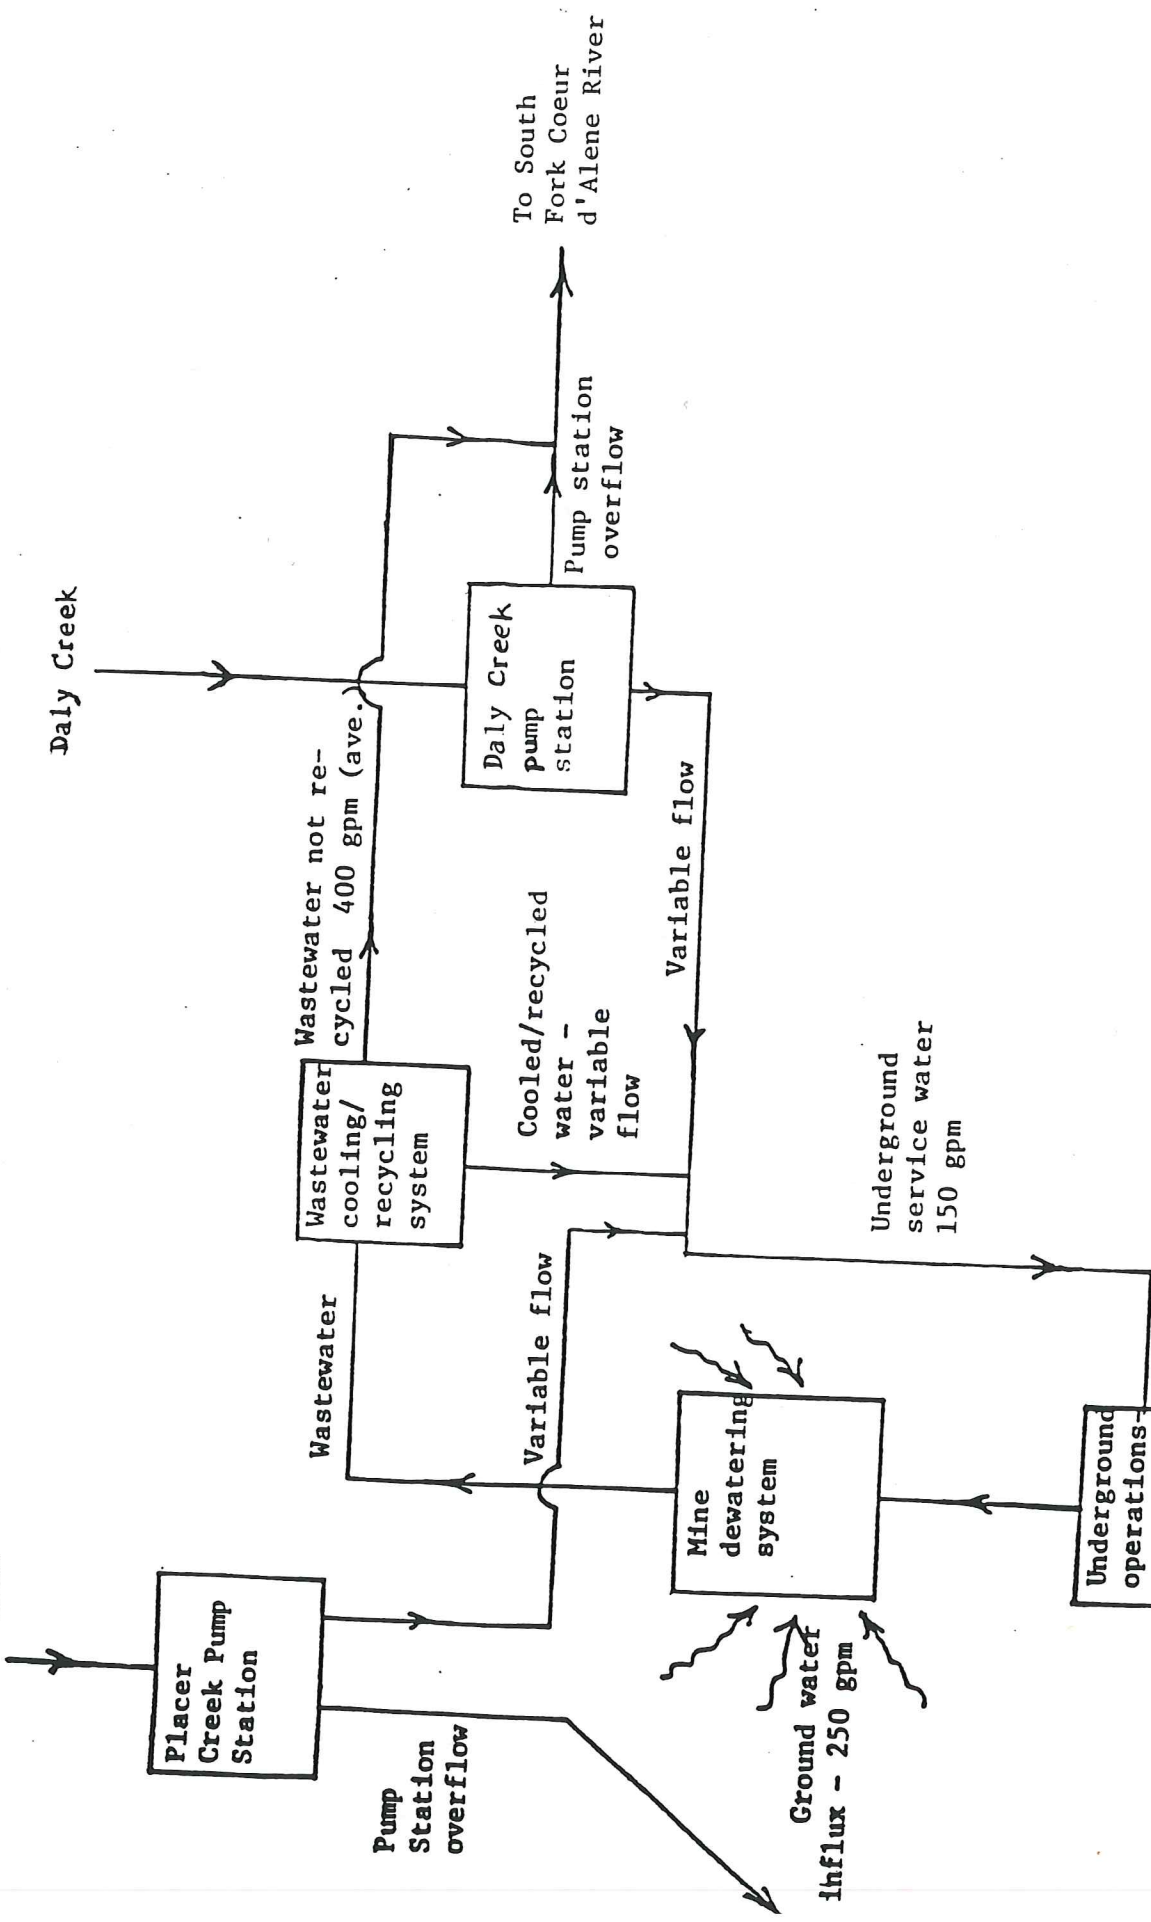 Daly Creek
To South
Fork Coeur
d'Alene River
Wastewater not re-
cycled 400 gpm (ave.)
Pump station
overflow
Daly Creek
pump
station
Wastewater
cooling/
recycling
system
Cooled/recycled
water -
variable
flow
Variable flow
Wastewater
Variable flow
Underground
service water
150 gpm
Placer
Creek Pump
Station
Pump
Station
overflow
Mine
dewatering
system
Ground water
influx - 250 gpm
Underground
operations